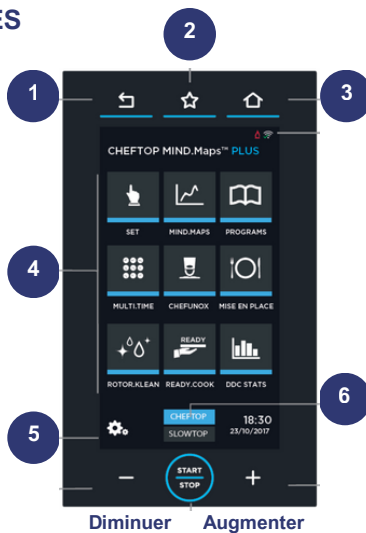 ES
2
1
3
CHEFTOP MIND.Maps™ PLUS
SET MIND.MAPS PROGRAMS
4
MULTI.TIME CHEFUNOX MISE EN PLACE
READY
ROTOR.KLEAN READY.COOK DDC STATS
6
CHEFTOP 18:30
SLOWTOP 23/10/2017
5
START
STOP
− +
Diminuer Augmenter